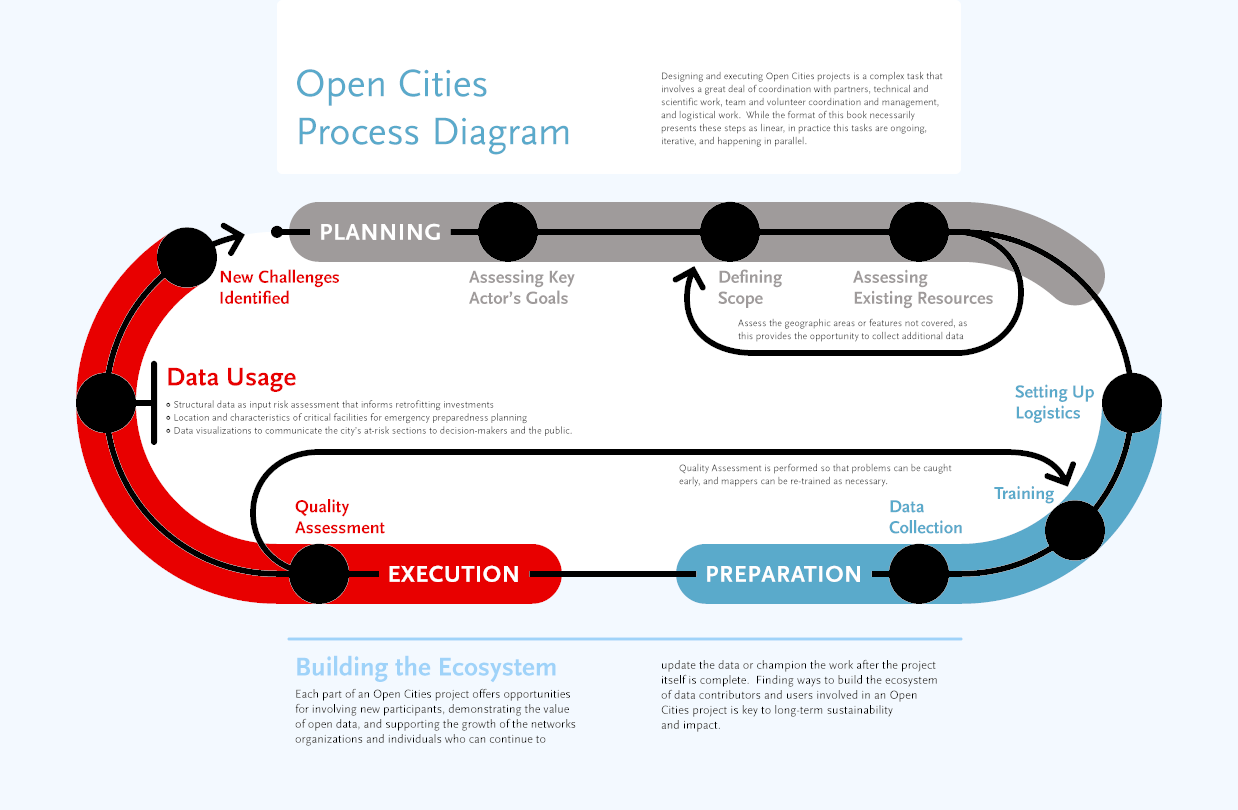 Open Cities
Process Diagram
Designing and executing Open Cities projects is a complex task that
involves a great deal of coordination with partners, technical and
scientific work, team and volunteer coordination and management,
and logistical work.  While the format of this book necessarily
presents these steps as linear, in practice this tasks are ongoing,
iterative, and happening in parallel.
PLANNING
New Challenges
Identified
Assessing Key
Actor's Goals
Defining
Scope
Assessing
Existing Resources
Assess the geographic areas or features not covered, as
this provides the opportunity to collect additional data
Data Usage
Structural data as input risk assessment that informs retrofitting investments
Location and characteristics of critical facilities for emergency preparedness planning
Data visualizations to communicate the city's at-risk sections to decision-makers and the public.
Setting Up
Logistics
Quality Assessment is performed so that problems can be caught
early, and mappers can be re-trained as necessary.
Training
Quality
Assessment
Data
Collection
EXECUTION
PREPARATION
Building the Ecosystem
Each part of an Open Cities project offers opportunities
for involving new participants, demonstrating the value
of open data, and supporting the growth of the networks
organizations and individuals who can continue to
update the data or champion the work after the project
itself is complete.  Finding ways to build the ecosystem
of data contributors and users involved in an Open
Cities project is key to long-term sustainability
and impact.